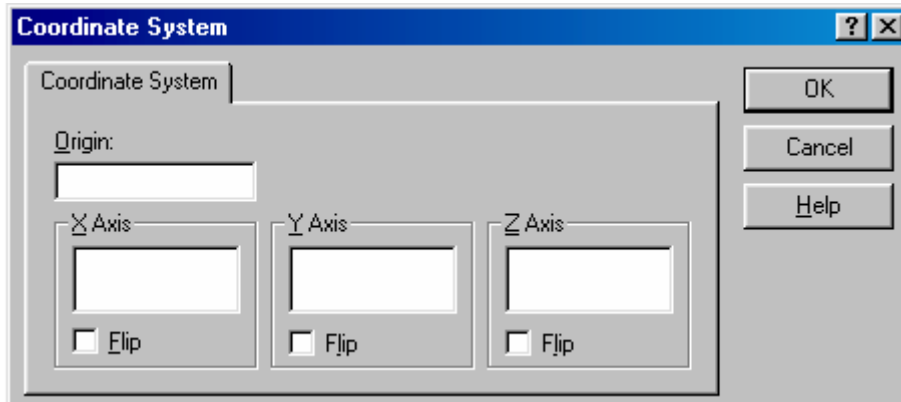 Coordinate System
Coordinate System
OK
Origin:
Cancel
Help
X Axis Y Axis Z Axis
Flip Flip Flip